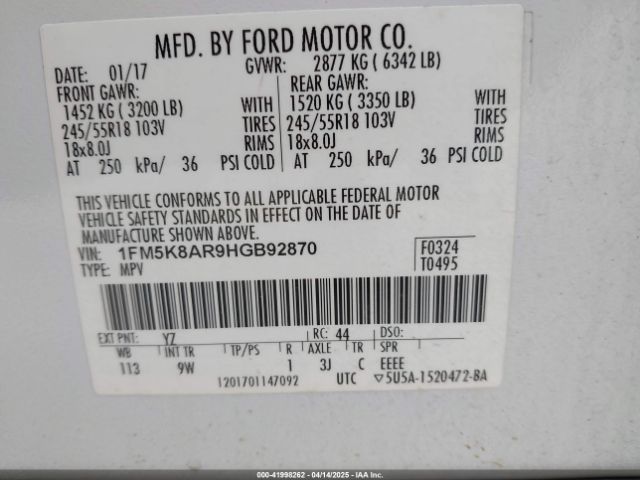 MFD. BY FORD MOTOR CO.
DATE: 01/17 GVWR: 2877 KG ( 6342 LB)
FRONT GAWR: REAR GAWR:
1452 KG ( 3200 LB) WITH 1520 KG ( 3350 LB) WITH
245/55R18 103V TIRES 245/55R18 103V TIRES
18x8.0J RIMS 18x8.0J RIMS
AT 250 kPa/ 36 PSI COLD AT 250 kPa/ 36 PSI COLD
THIS VEHICLE CONFORMS TO ALL APPLICABLE FEDERAL MOTOR
VEHICLE SAFETY STANDARDS IN EFFECT ON THE DATE OF
MANUFACTURE SHOWN ABOVE.
VIN: 1FM5K8AR9HGB92870 F0324
TYPE: MPV T0495
EXT PNT: YZ RC: 44 DSO:
WB INT TR TP/PS R AXLE TR SPR
113 9W 1 3J C EEEE
1201701147092 UTC ▽5U5A-1520472-BA
000-41998262 - 04/14/2025 - IAAI.COM